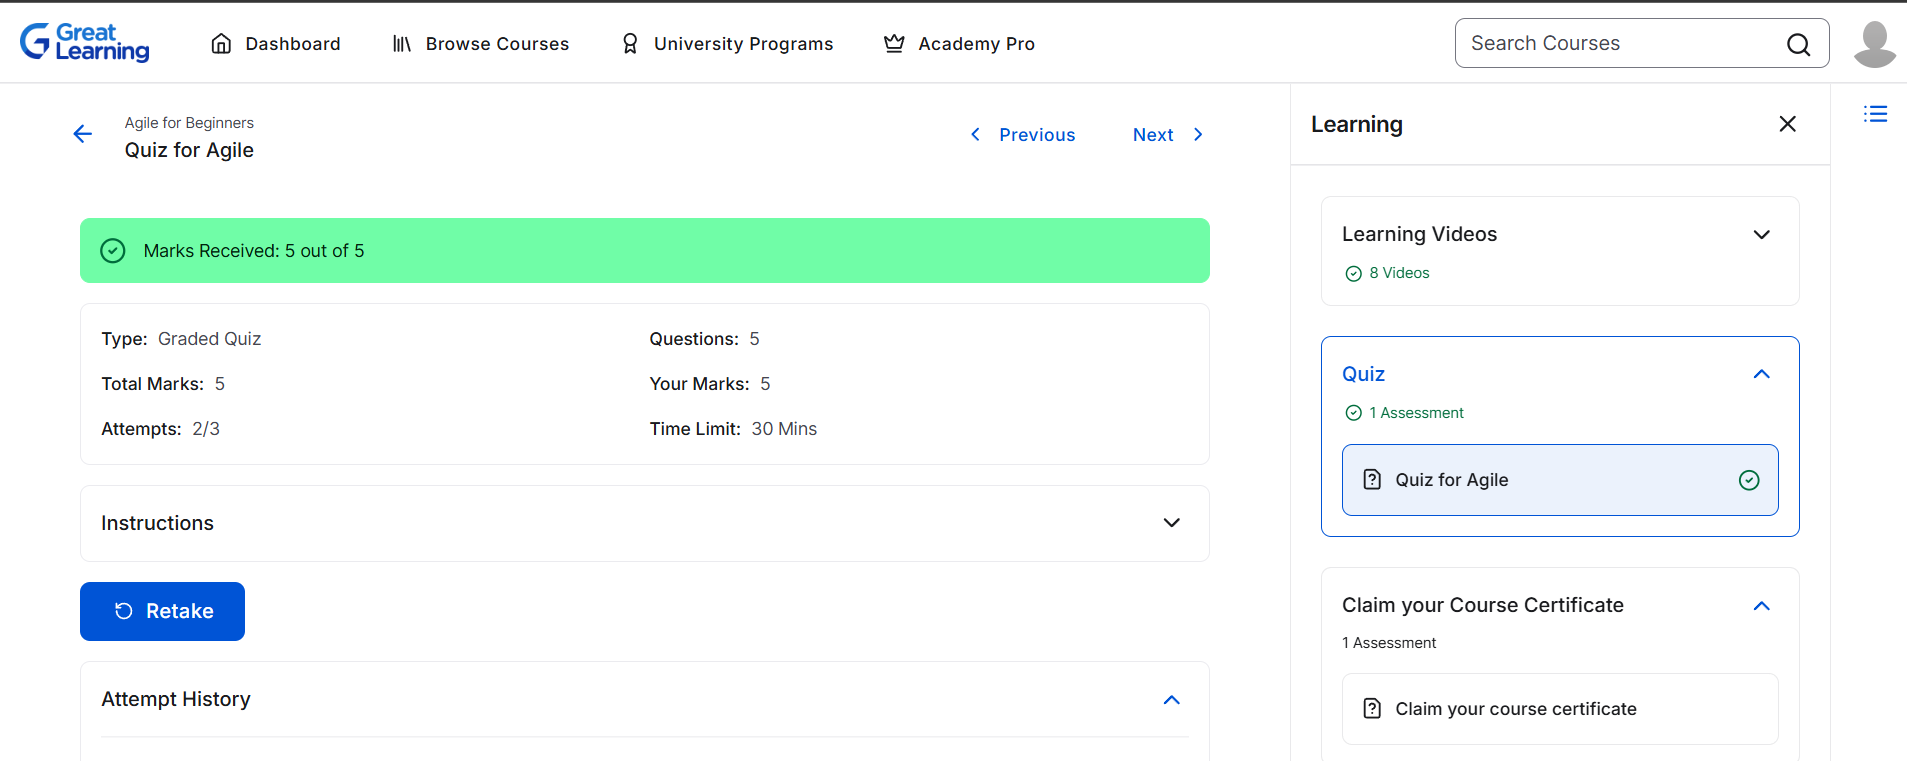 Great
Learning
Dashboard
Browse Courses
University Programs
Academy Pro
Search Courses
Agile for Beginners
Quiz for Agile
Previous
Next
Marks Received: 5 out of 5
Type: Graded Quiz
Questions: 5
Total Marks: 5
Your Marks: 5
Attempts: 2/3
Time Limit: 30 Mins
Instructions
Retake
Attempt History
Learning
Learning Videos
8 Videos
Quiz
1 Assessment
Quiz for Agile
Claim your Course Certificate
1 Assessment
Claim your course certificate